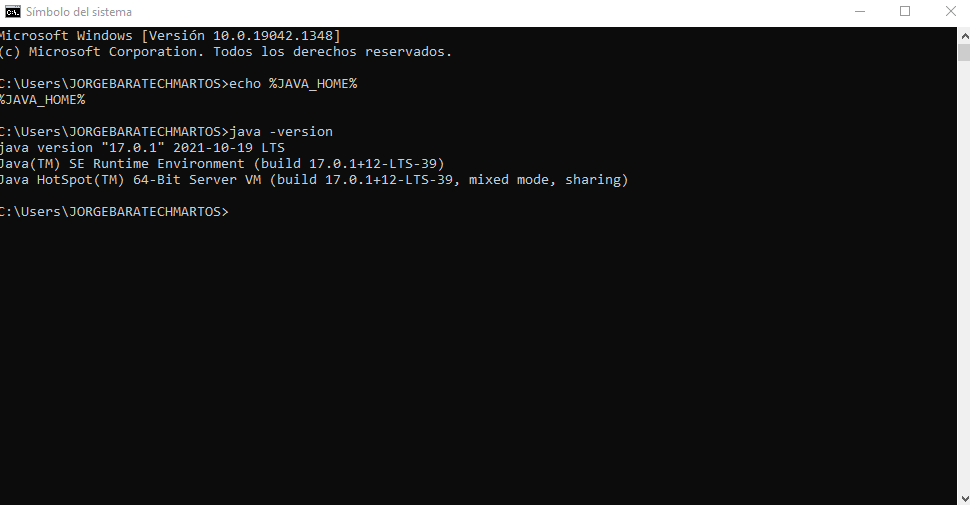 Símbolo del sistema
Microsoft Windows [Versión 10.0.19042.1348]
(c) Microsoft Corporation. Todos los derechos reservados.
C:\Users\JORGEBARATECHMARTOS>echo %JAVA_HOME%
%JAVA_HOME%
C:\Users\JORGEBARATECHMARTOS>java -version
java version "17.0.1" 2021-10-19 LTS
Java(TM) SE Runtime Environment (build 17.0.1+12-LTS-39)
Java HotSpot(TM) 64-Bit Server VM (build 17.0.1+12-LTS-39, mixed mode, sharing)
C:\Users\JORGEBARATECHMARTOS>